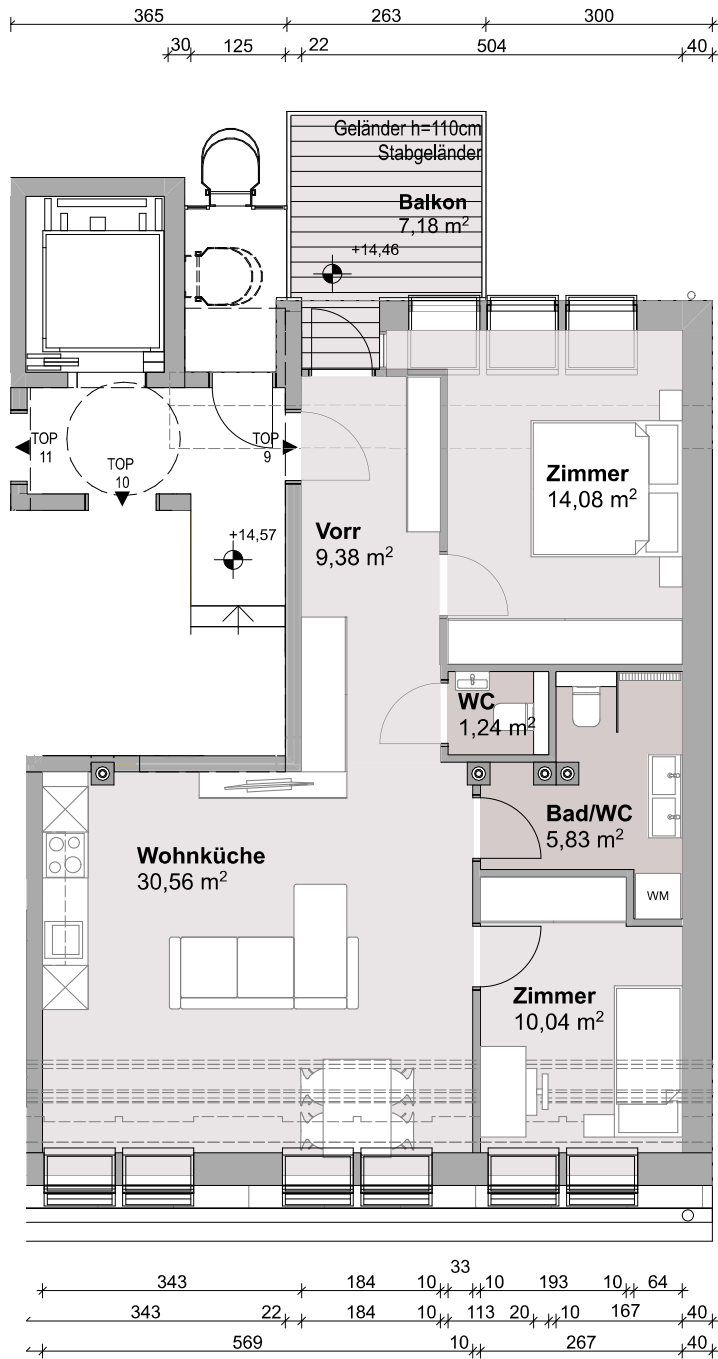 365 263 300
30 125 22 504 40
Geländer h=110cm
Stabgeländer
Balkon
7,18 m²
+14,46
TOP
11
TOP
10
TOP
9
Zimmer
14,08 m²
Vorr
9,38 m²
+14,57
WC
1,24 m²
Bad/WC
5,83 m²
Wohnküche
30,56 m²
WM
Zimmer
10,04 m²
33
343 184 10 10 193 10 64
343 22 184 10 113 20 10 167 40
569 10 267 40